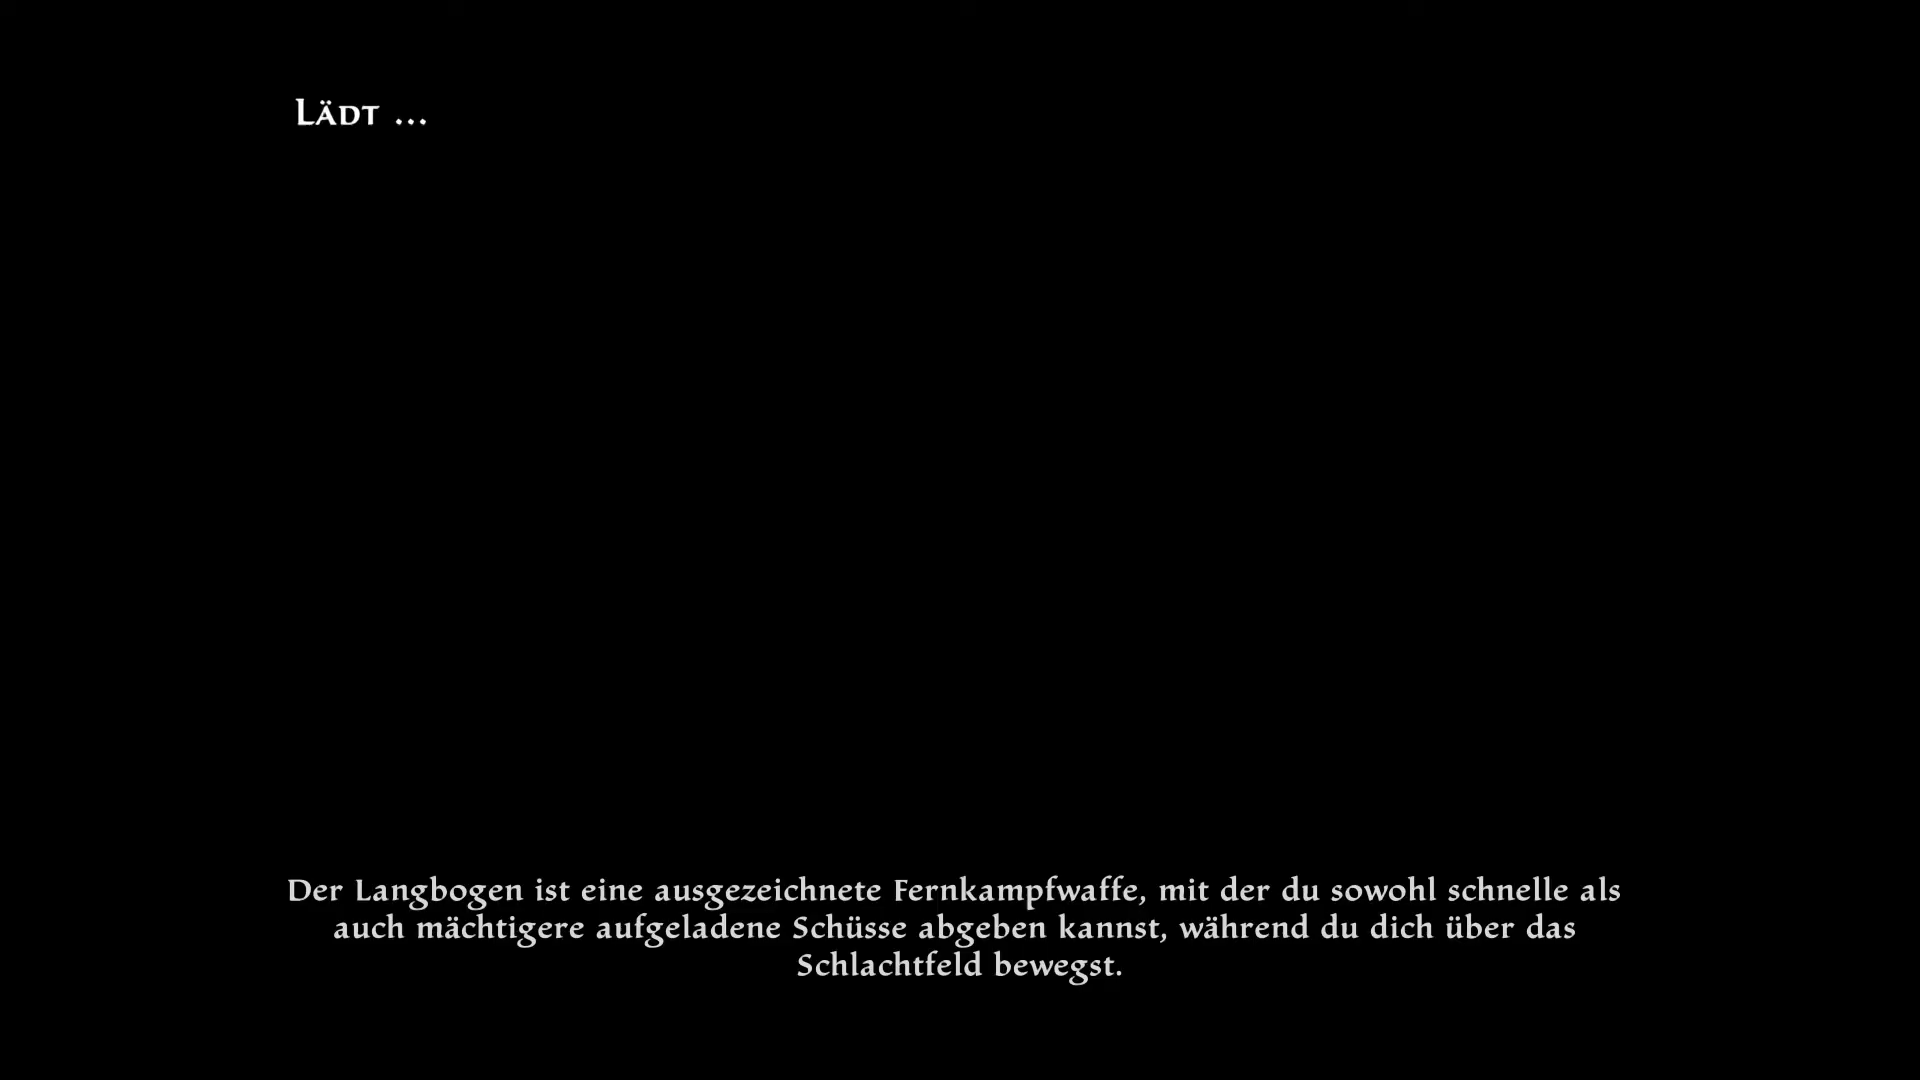 Lädt ...
Der Langbogen ist eine ausgezeichnete Fernkampfwaffe, mit der du sowohl schnelle als
auch mächtigere aufgeladene Schüsse abgeben kannst, während du dich über das
Schlachtfeld bewegst.